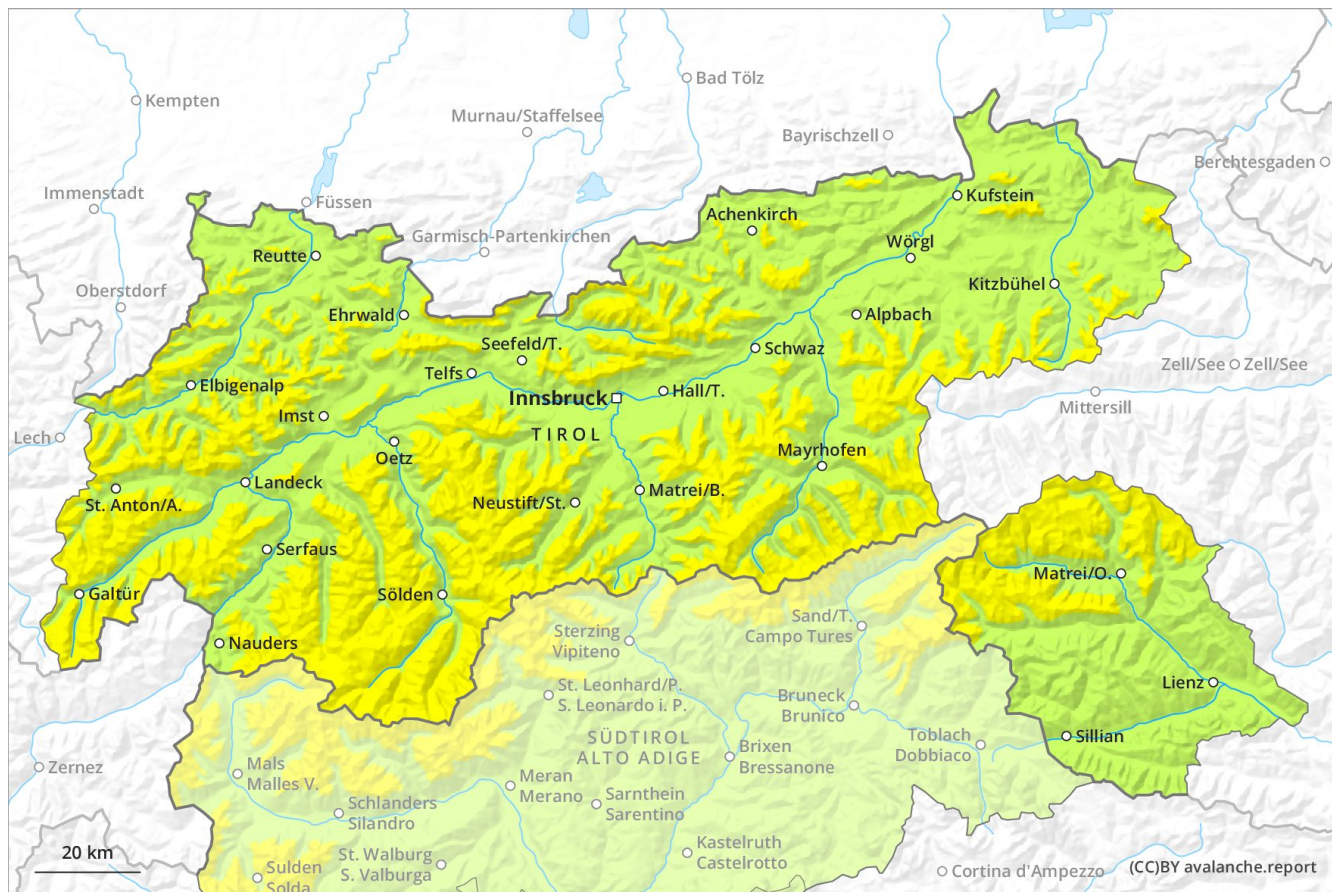 Bad Tölz
Kempten
Murnau/Staffelsee
Bayrischzell
Berchtesgaden
Immenstadt
Füssen
Kufstein
Achenkirch
Garmisch-Partenkirchen
Wörgl
Reutte
Kitzbühel
Oberstdorf
Ehrwald
Alpbach
Seefeld/T.
Schwaz
Zell/See
Zell/See
Telfs
Elbigenalp
Hall/T.
Innsbruck
Mittersill
Imst
TIROL
Lech
Oetz
Mayrhofen
Landeck
Matrei/B.
St. Anton/A.
Neustift/St.
Serfaus
Matrei/O.
Galtür
Sölden
Sand/T.
Campo Tures
Sterzing
Vipiteno
Nauders
Lienz
St. Leonhard/P.
S. Leonardo i. P.
Bruneck
Brunico
Sillian
SÜDTIROL
ALTO ADIGE
Toblach
Dobbiaco
Brixen
Bressanone
Zernez
Mals
Malles V.
Meran
Merano
Sarnthein
Sarentino
Schlanders
Silandro
Kastelruth
Castelrotto
20 km
St. Walburg
S. Valburga
Sulden
Solda
Cortina d'Ampezzo
(CC)BY avalanche.report